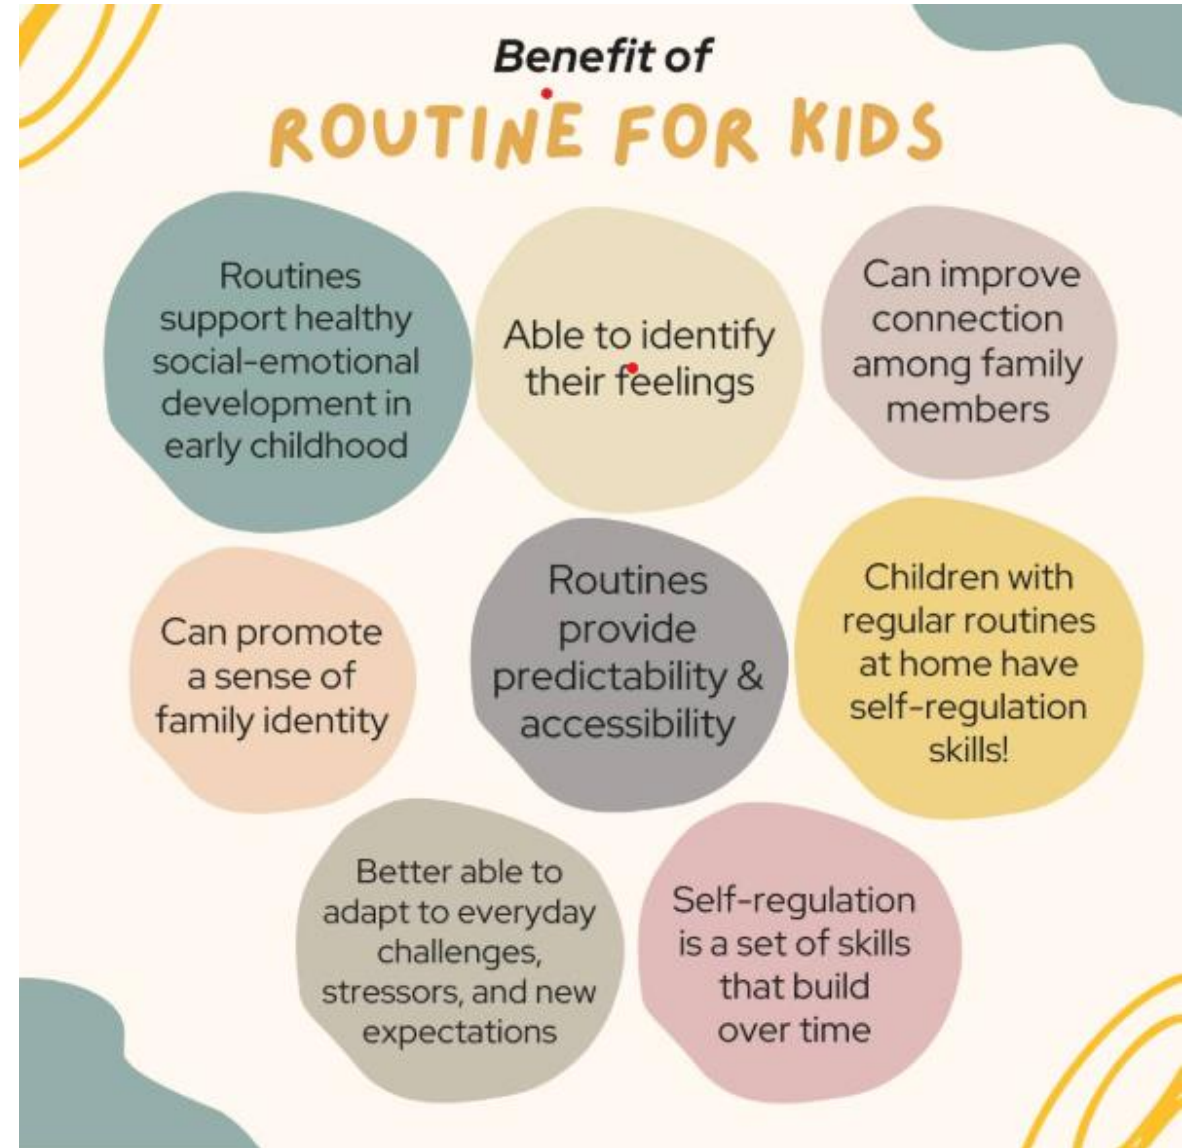 Benefit of
ROUTINE FOR KIDS
Routines
support healthy
social-emotional
development in
early childhood
Able to identify
their feelings
Can improve
connection
among family
members
Can promote
a sense of
family identity
Routines
provide
predictability &
accessibility
Children with
regular routines
at home have
self-regulation
skills!
Better able to
adapt to everyday
challenges,
stressors, and new
expectations
Self-regulation
is a set of skills
that build
over time